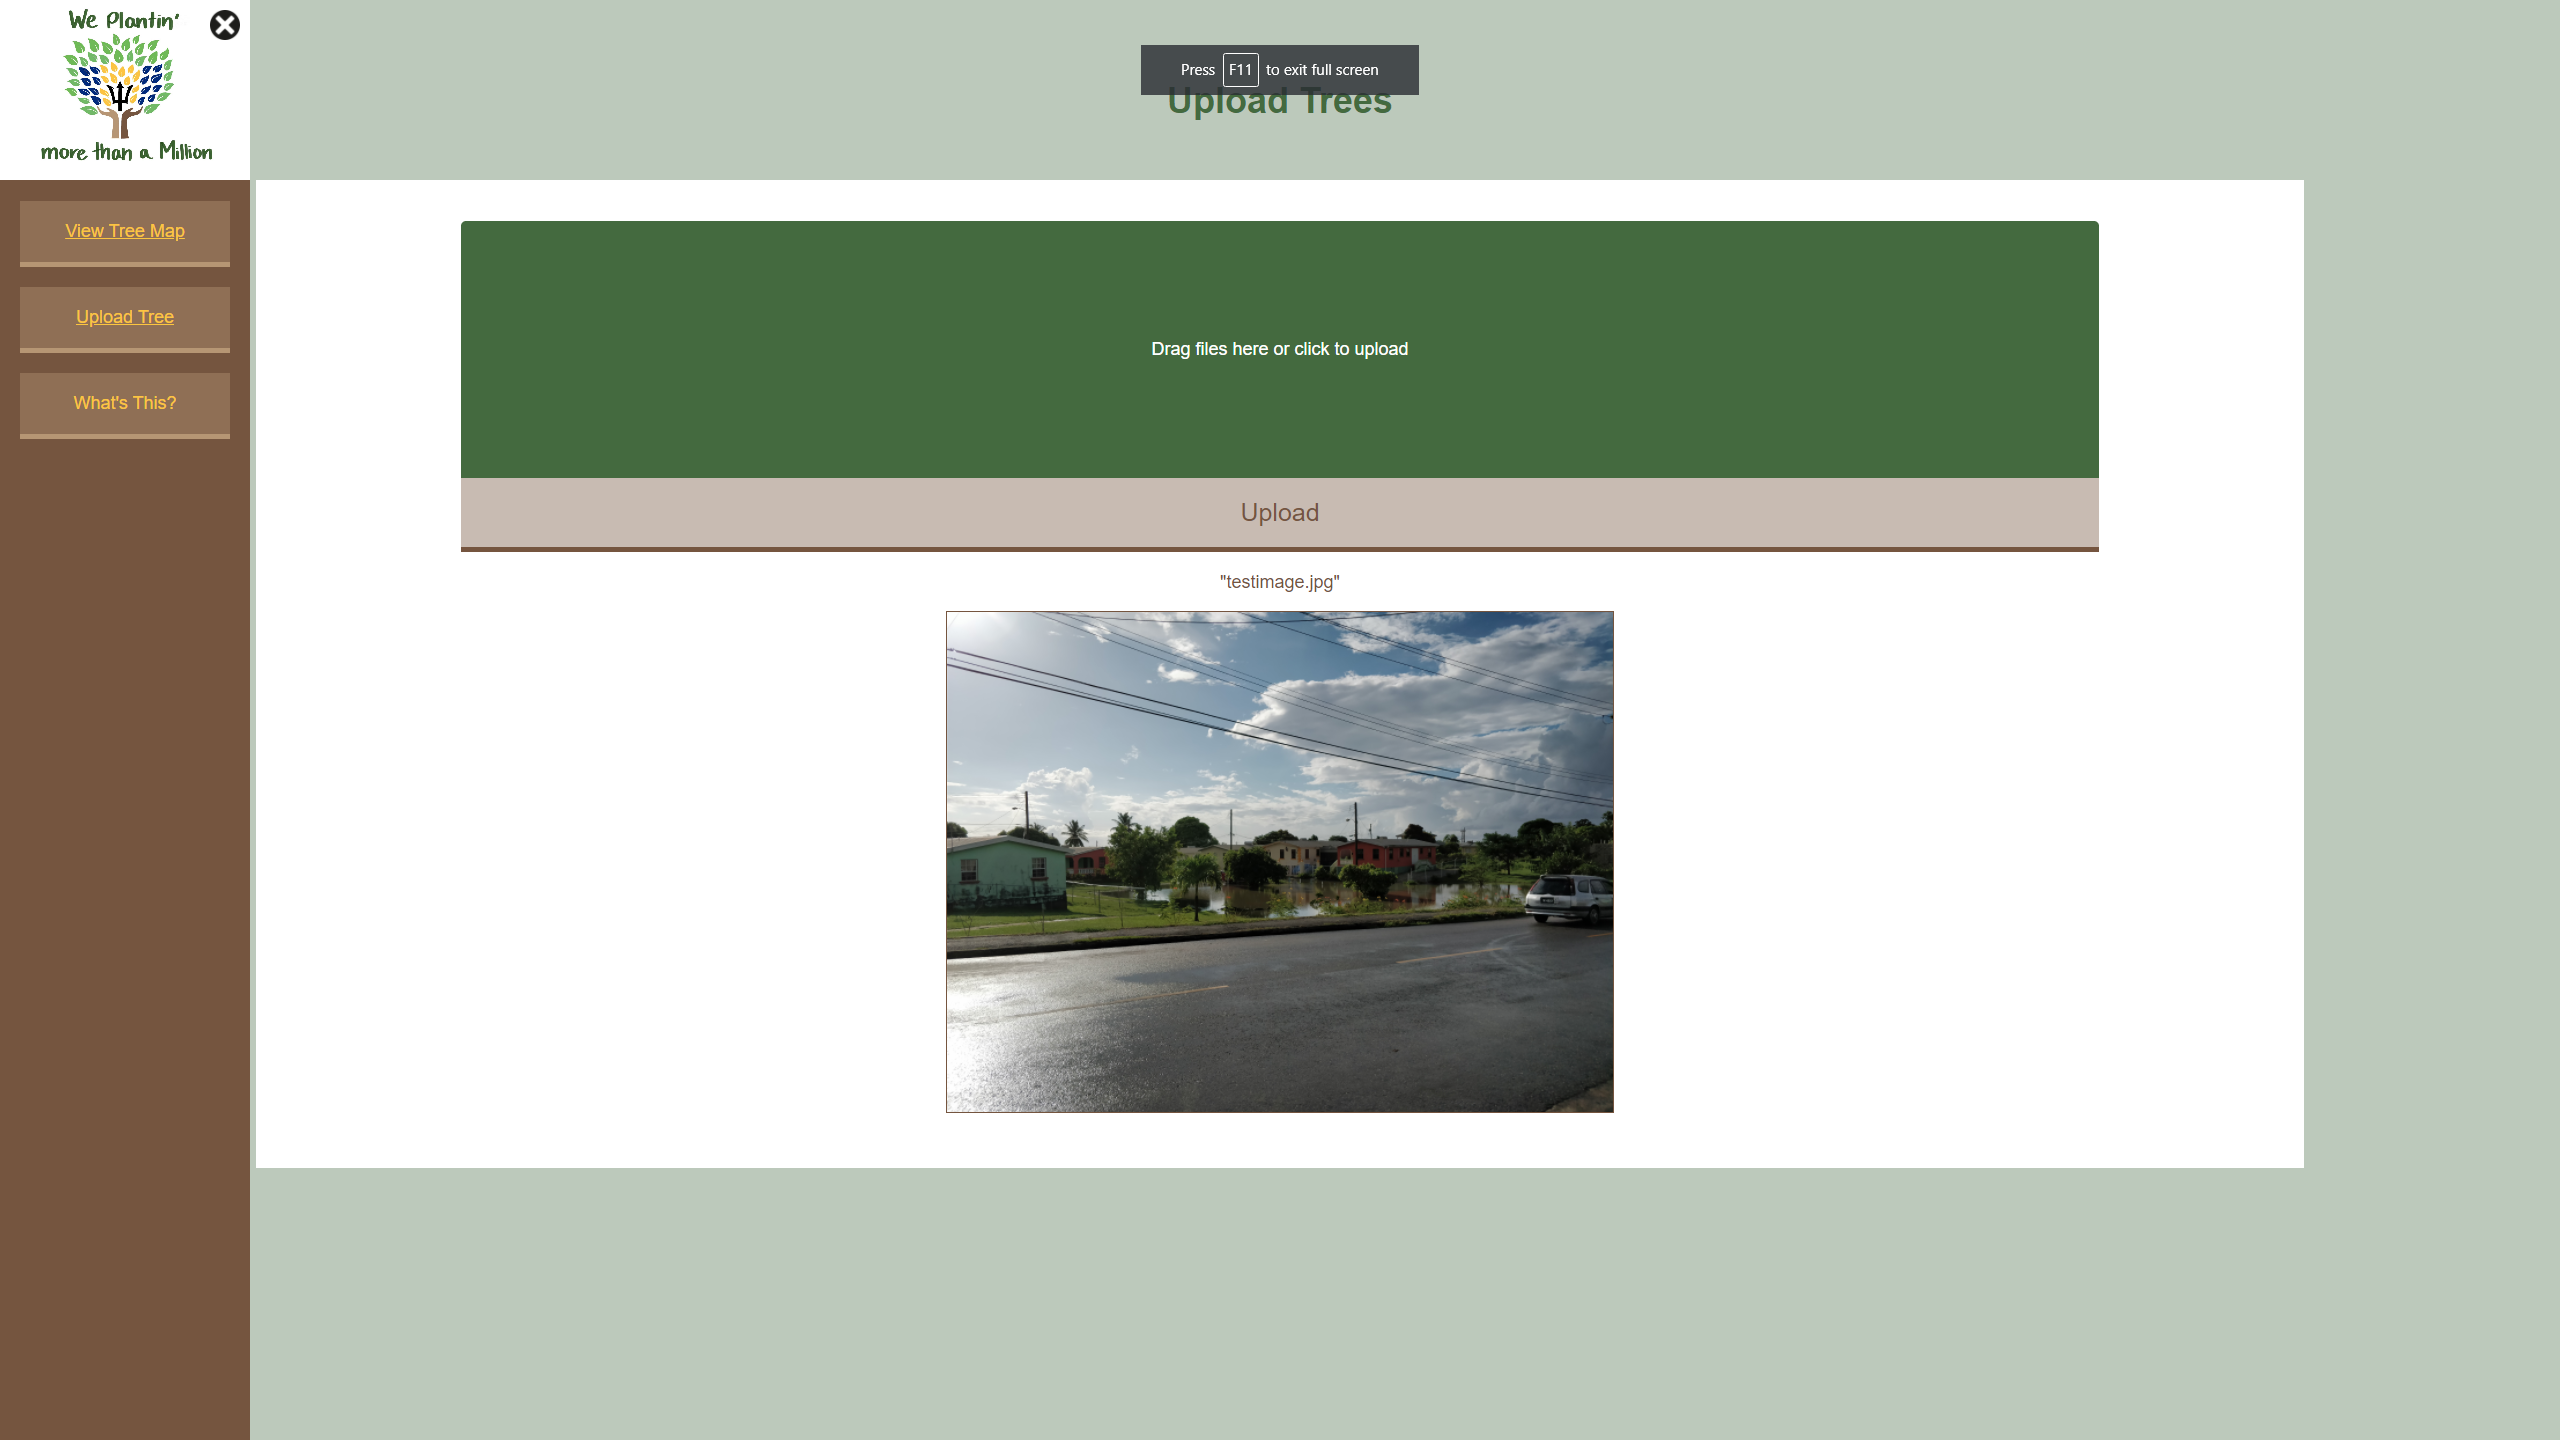 We Plantin'
more than a Million
Press F11 to exit full screen
Upload Trees
View Tree Map
Upload Tree
What's This?
Drag files here or click to upload
Upload
"testimage.jpg"